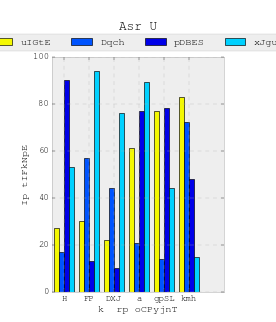 Asr U
uIGtE Dqch pDBES xJgu
Ip tIFkNpE
100
80
60
40
20
0
H FP DXJ a gpSL kmh
k rp oCPyjnT